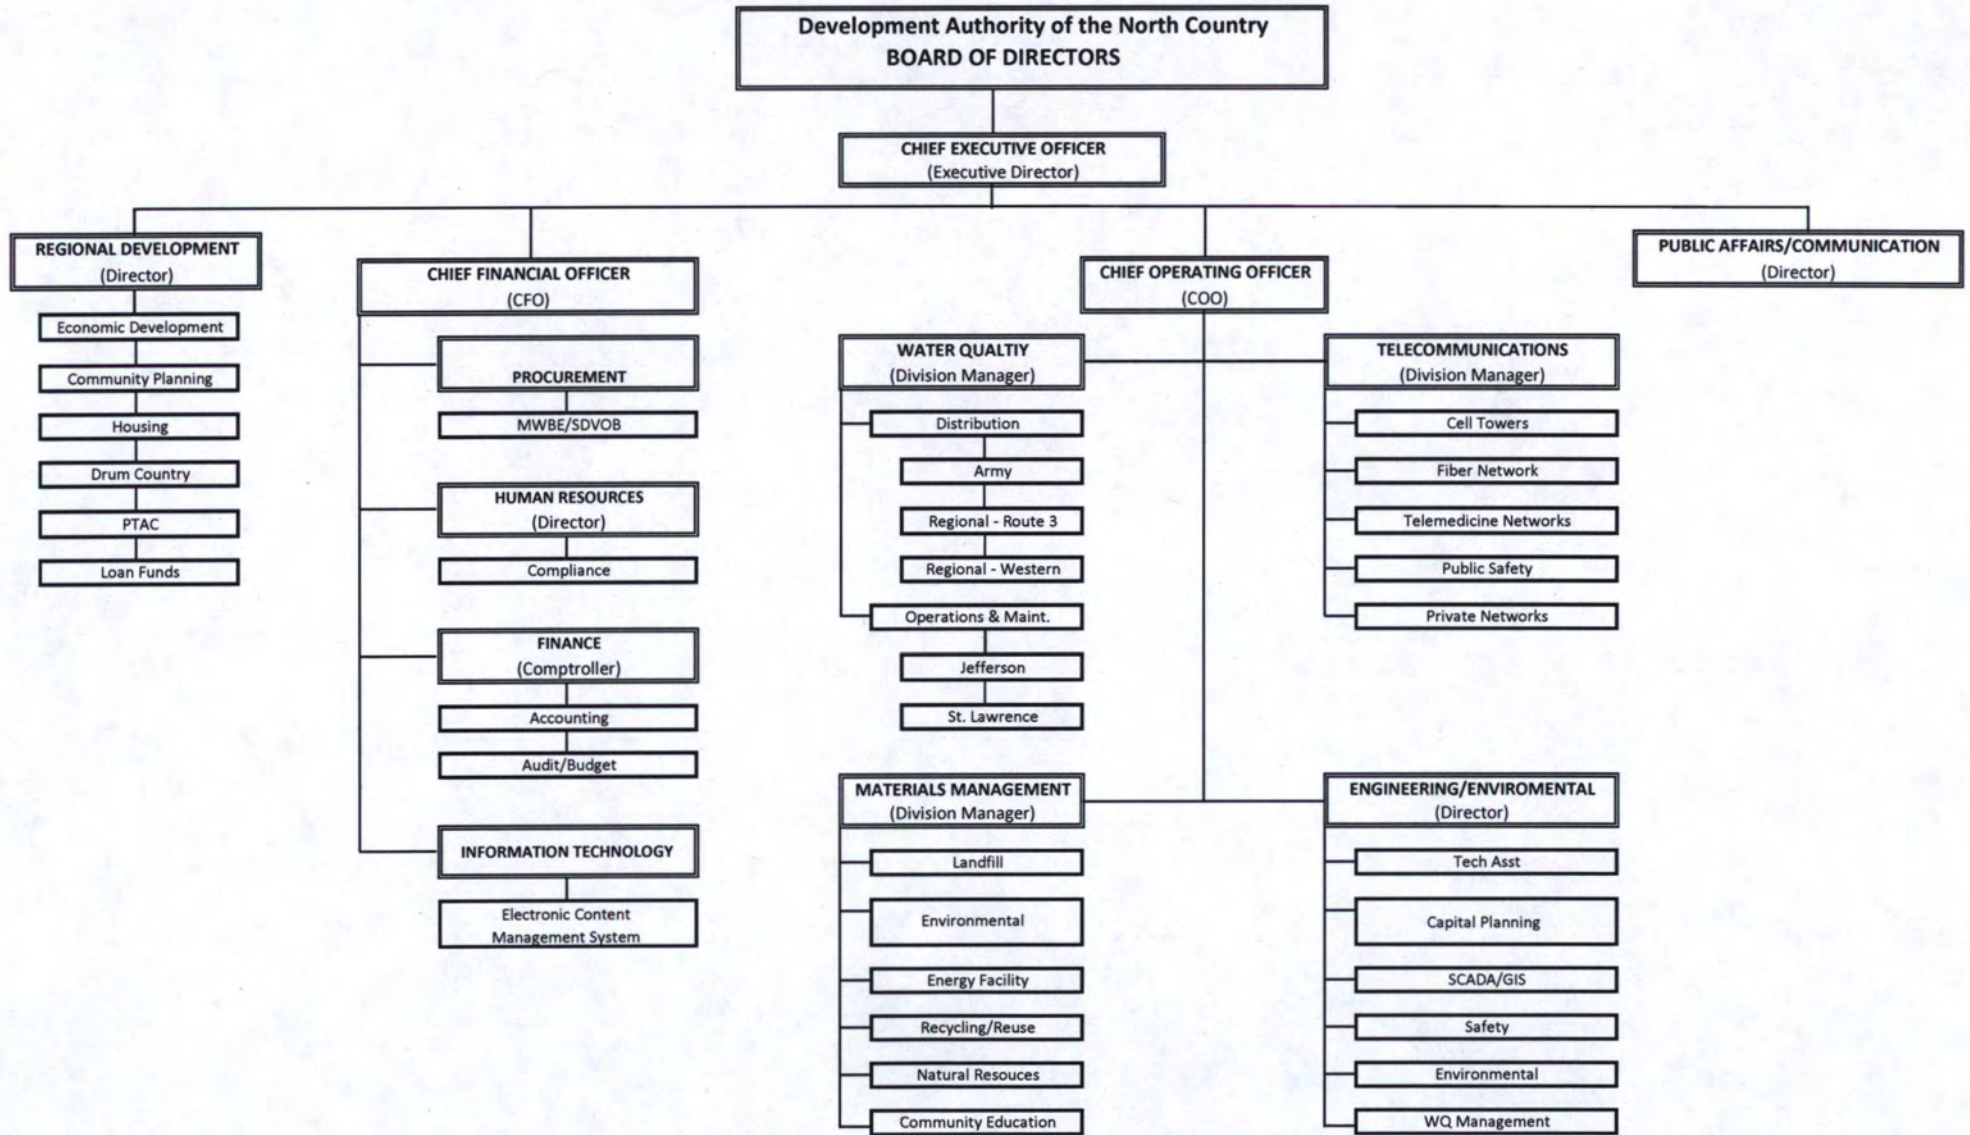 Development Authority of the North Country
BOARD OF DIRECTORS
CHIEF EXECUTIVE OFFICER
(Executive Director)
REGIONAL DEVELOPMENT
(Director)
Economic Development
Community Planning
Housing
Drum Country
PTAC
Loan Funds
CHIEF FINANCIAL OFFICER
(CFO)
PROCUREMENT
MWBE/SDVOB
HUMAN RESOURCES
(Director)
Compliance
FINANCE
(Comptroller)
Accounting
Audit/Budget
INFORMATION TECHNOLOGY
Electronic Content
Management System
CHIEF OPERATING OFFICER
(COO)
WATER QUALTIY
(Division Manager)
Distribution
Army
Regional - Route 3
Regional - Western
Operations & Maint.
Jefferson
St. Lawrence
TELECOMMUNICATIONS
(Division Manager)
Cell Towers
Fiber Network
Telemedicine Networks
Public Safety
Private Networks
MATERIALS MANAGEMENT
(Division Manager)
Landfill
Environmental
Energy Facility
Recycling/Reuse
Natural Resouces
Community Education
ENGINEERING/ENVIROMENTAL
(Director)
Tech Asst
Capital Planning
SCADA/GIS
Safety
Environmental
WQ Management
PUBLIC AFFAIRS/COMMUNICATION
(Director)